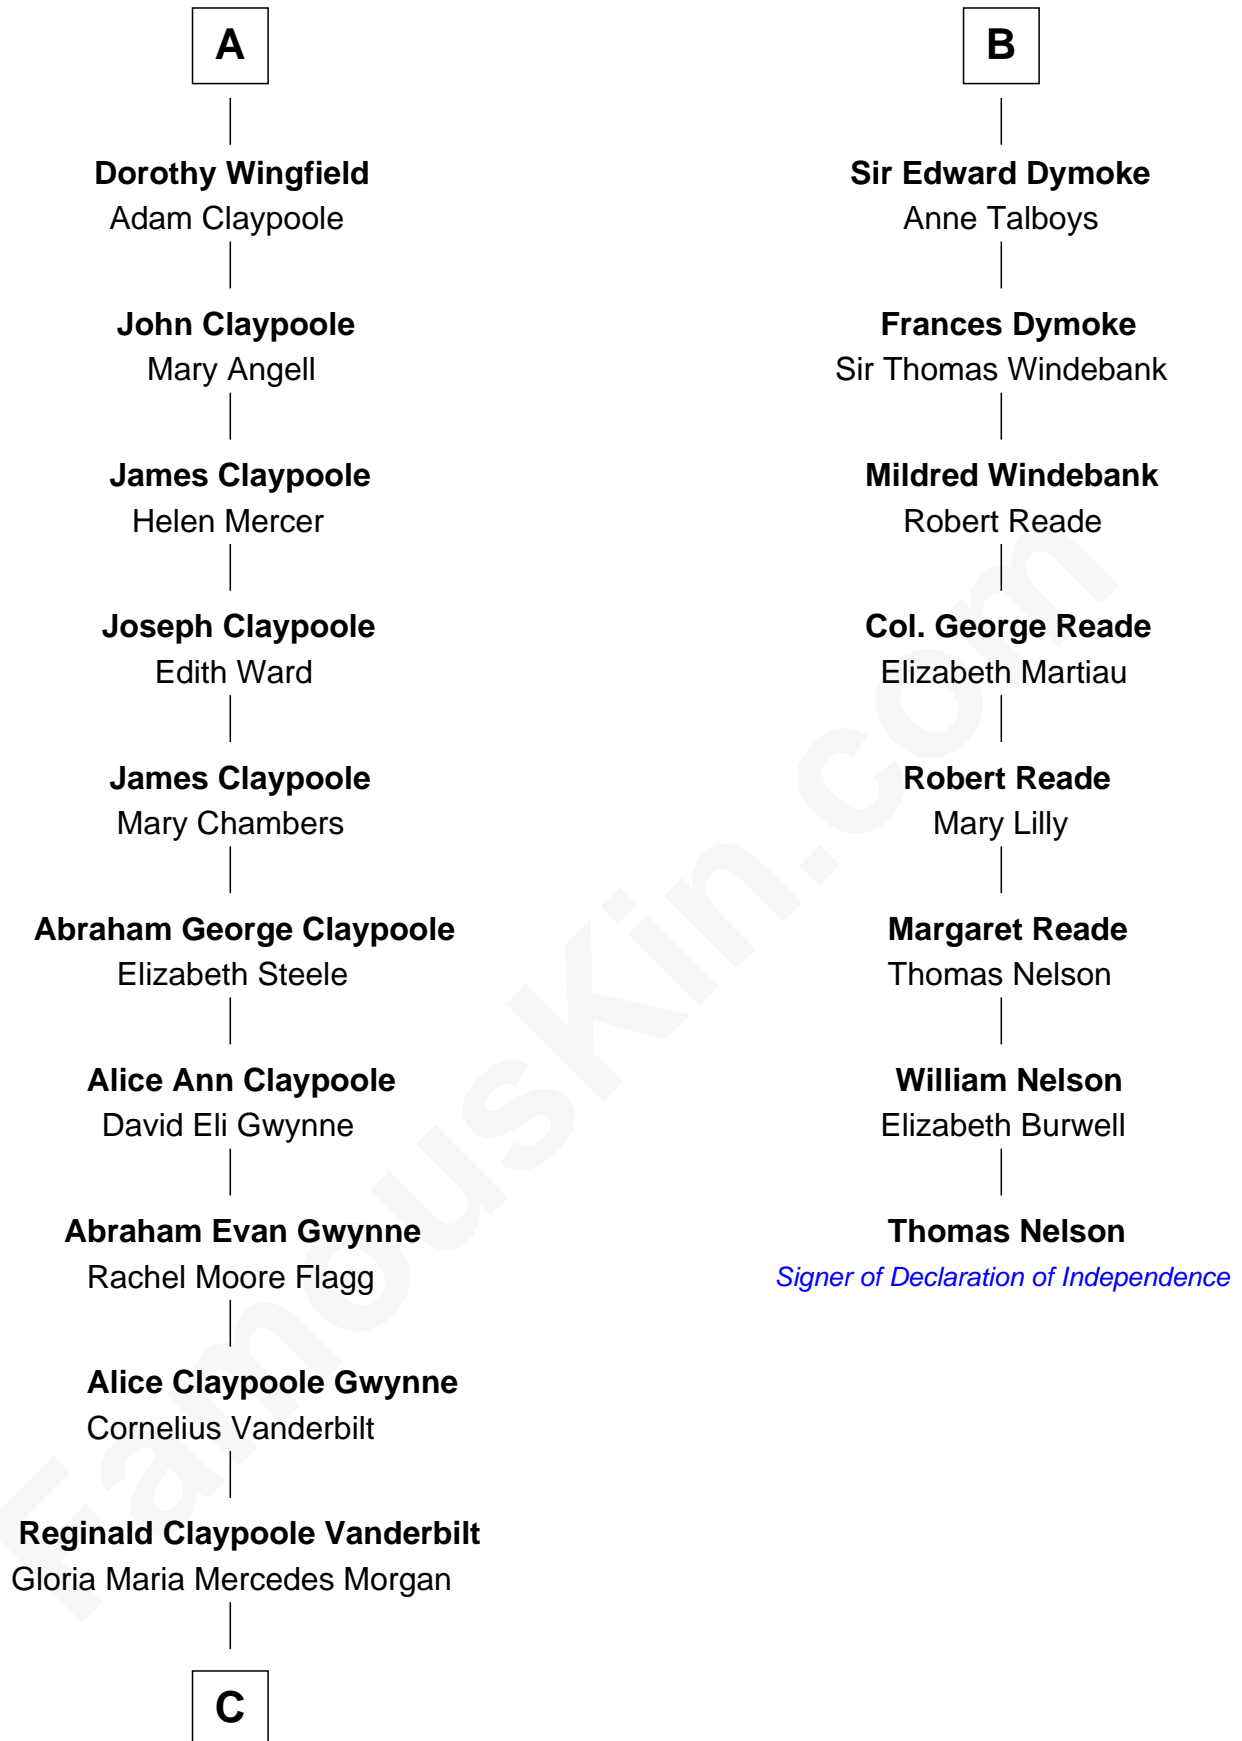 A
Dorothy Wingfield
Adam Claypoole
John Claypoole
Mary Angell
James Claypoole
Helen Mercer
Joseph Claypoole
Edith Ward
James Claypoole
Mary Chambers
Abraham George Claypoole
Elizabeth Steele
Alice Ann Claypoole
David Eli Gwynne
Abraham Evan Gwynne
Rachel Moore Flagg
Alice Claypoole Gwynne
Cornelius Vanderbilt
Reginald Claypoole Vanderbilt
Gloria Maria Mercedes Morgan
C
B
Sir Edward Dymoke
Anne Talboys
Frances Dymoke
Sir Thomas Windebank
Mildred Windebank
Robert Reade
Col. George Reade
Elizabeth Martiau
Robert Reade
Mary Lilly
Margaret Reade
Thomas Nelson
William Nelson
Elizabeth Burwell
Thomas Nelson
Signer of Declaration of Independence
FamousKin.com